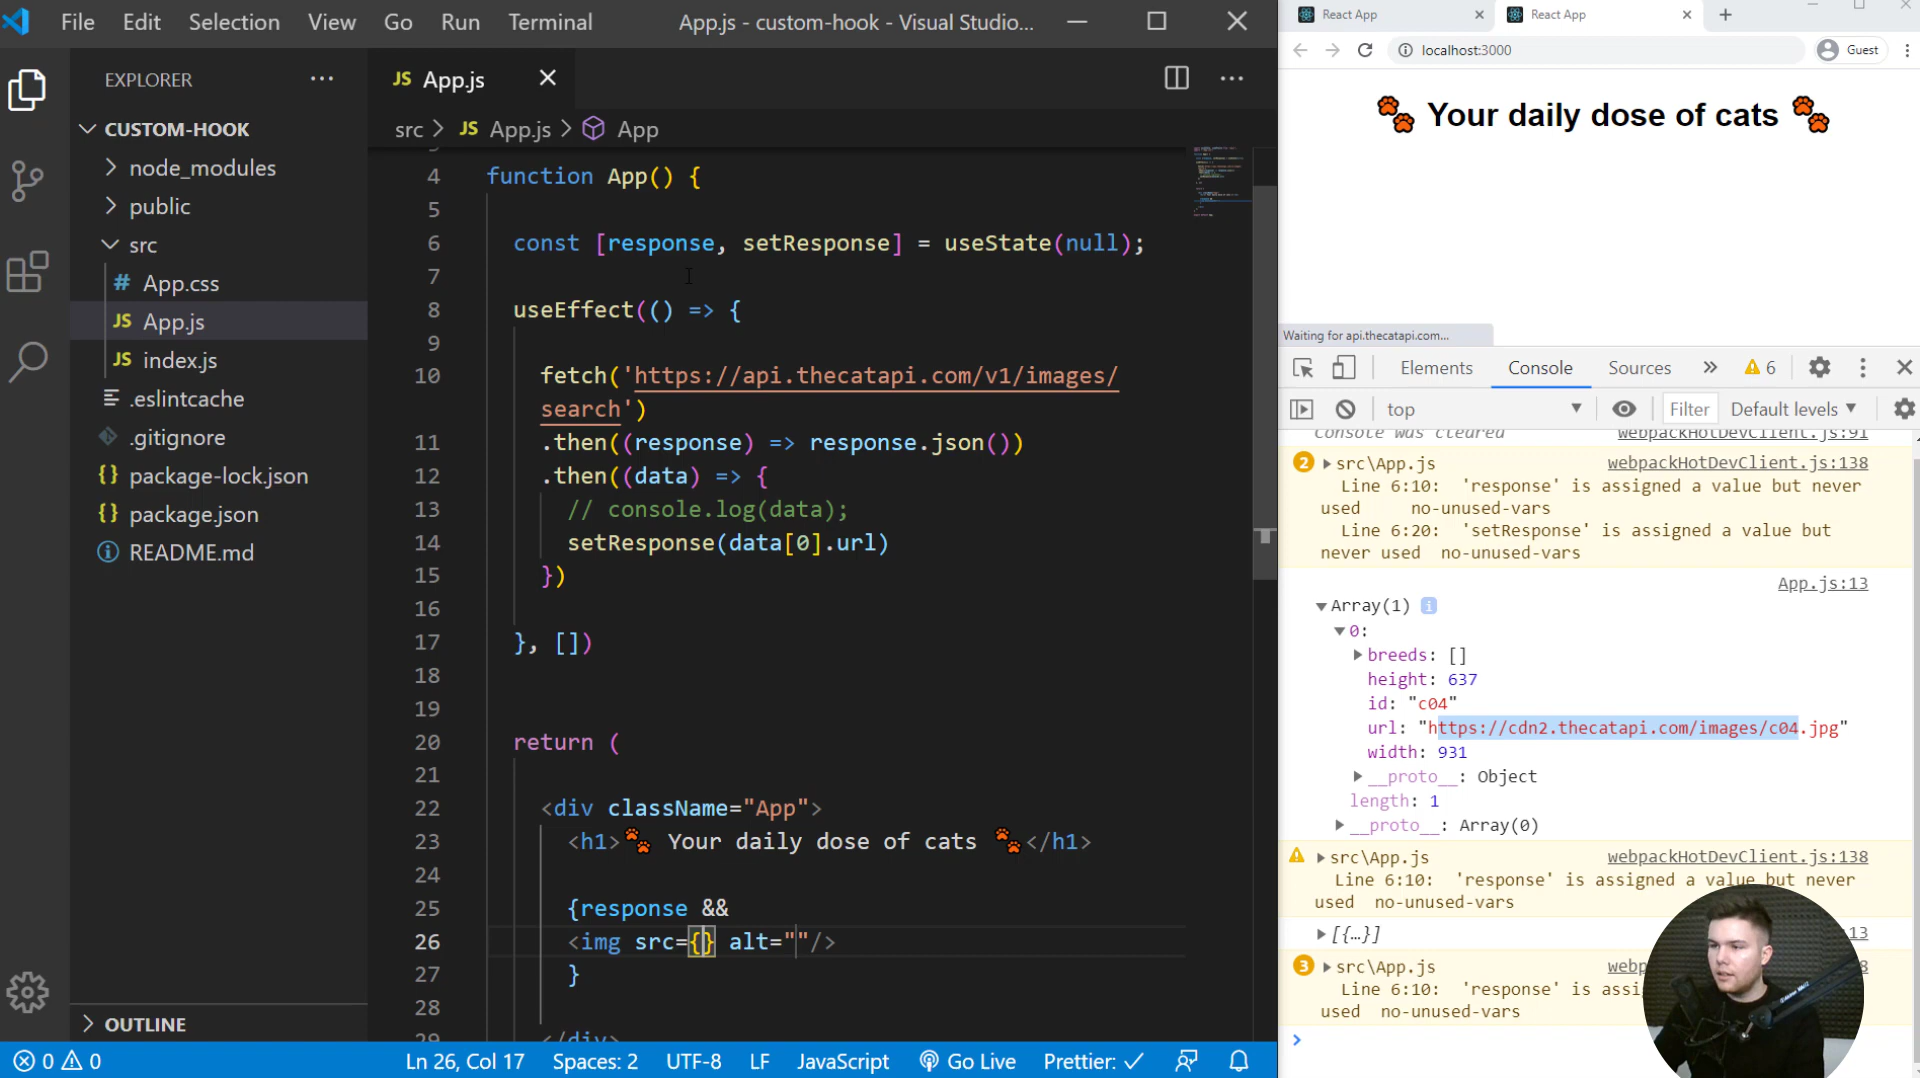 File Edit Selection View Go Run Terminal App.js - custom-hook - Visual Studio...
EXPLORER
CUSTOM-HOOK
node_modules
public
src
# App.css
JS App.js
JS index.js
.eslintcache
.gitignore
{} package-lock.json
{} package.json
README.md
OUTLINE
JS App.js
src > JS App.js > App
4 function App() {
5
6 const [response, setResponse] = useState(null);
7
8 useEffect(() => {
9
10 fetch('https://api.thecatapi.com/v1/images/
search')
11 .then((response) => response.json())
12 .then((data) => {
13 // console.log(data);
14 setResponse(data[0].url)
15 })
16
17 }, [])
18
19
20 return (
21
22 <div className="App">
23 <h1>🐾 Your daily dose of cats 🐾</h1>
24
25 {response &&
26 <img src={} alt=""/>
27 }
28
29 </div>
0 0 Ln 26, Col 17 Spaces: 2 UTF-8 LF JavaScript Go Live Prettier: ✓
React App
React App
localhost:3000
Guest
🐾 Your daily dose of cats 🐾
Waiting for api.thecatapi.com...
Elements Console Sources » 6
top Filter Default levels
console was cleared webpackHotDevClient.js:91
2 src\App.js webpackHotDevClient.js:138
Line 6:10: 'response' is assigned a value but never
used no-unused-vars
Line 6:20: 'setResponse' is assigned a value but
never used no-unused-vars
App.js:13
Array(1) i
0:
breeds: []
height: 637
id: "c04"
url: "https://cdn2.thecatapi.com/images/c04.jpg"
width: 931
__proto__: Object
length: 1
__proto__: Array(0)
src\App.js webpackHotDevClient.js:138
Line 6:10: 'response' is assigned a value but never
used no-unused-vars
[{…}] 13
3 src\App.js
Line 6:10: 'response' is
used no-unused-vars